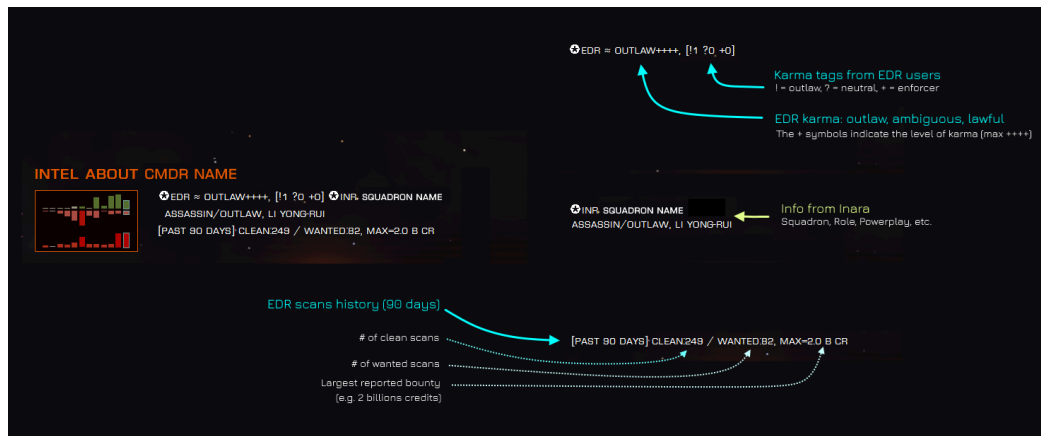 INTEL ABOUT CMDR NAME
EDR ≈ OUTLAW++++, [!1 ?0 +0] INR SQUADRON NAME
ASSASSIN/OUTLAW, LI YONG-RUI
[PAST 90 DAYS] CLEAN:249 / WANTED:82, MAX=2.0 B CR
EDR ≈ OUTLAW++++, [!1 ?0 +0]
Karma tags from EDR users
! = outlaw, ? = neutral, + = enforcer
EDR karma: outlaw, ambiguous, lawful
The + symbols indicate the level of karma (max ++++)
INR SQUADRON NAME
ASSASSIN/OUTLAW, LI YONG-RUI
Info from Inara
Squadron, Role, Powerplay, etc.
EDR scans history (90 days)
# of clean scans
# of wanted scans
Largest reported bounty
(e.g. 2 billions credits)
[PAST 90 DAYS] CLEAN:249 / WANTED:82, MAX=2.0 B CR